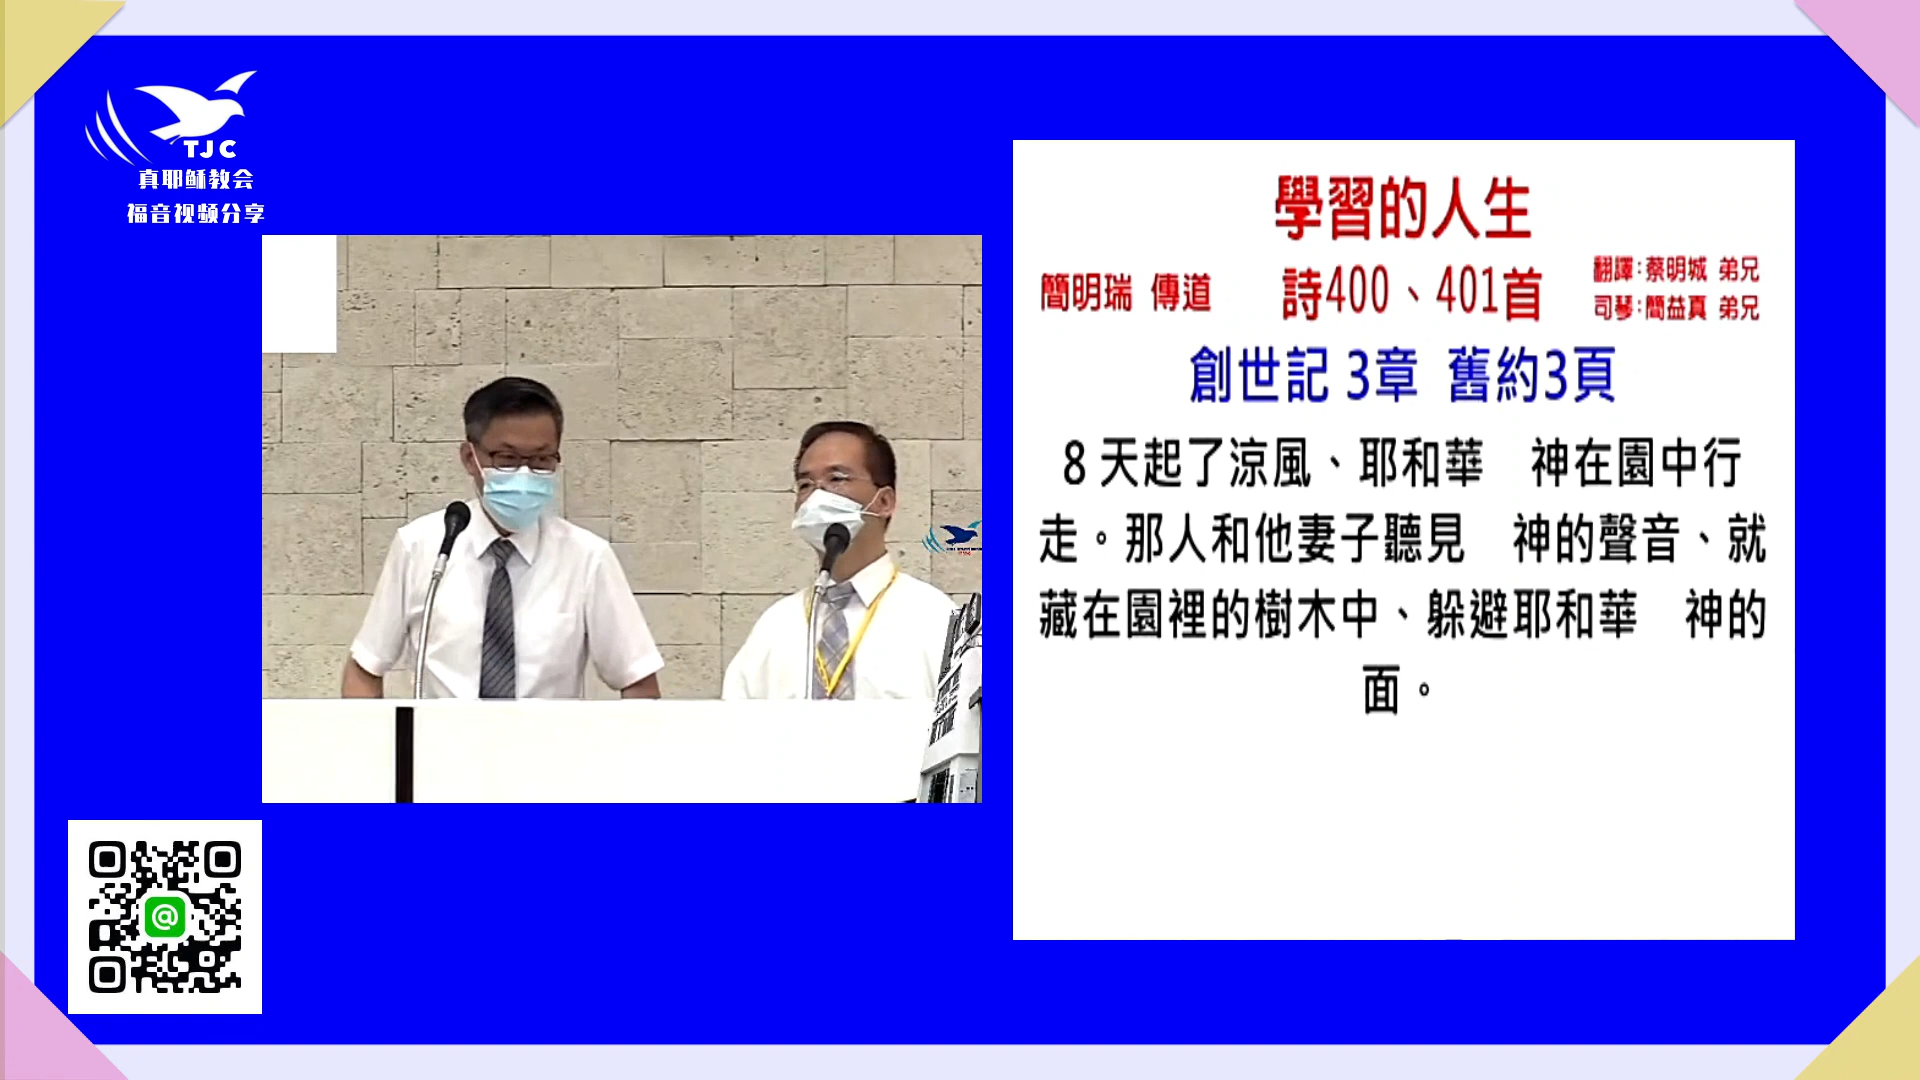 TJC
真耶稣教会
福音视频分享
學習的人生
簡明瑞 傳道
詩400、401首
翻譯:蔡明城 弟兄
司琴:簡益真 弟兄
創世記 3章 舊約3頁
8 天起了涼風、耶和華　神在園中行
走。那人和他妻子聽見　神的聲音、就
藏在園裡的樹木中、躲避耶和華　神的
面。
@